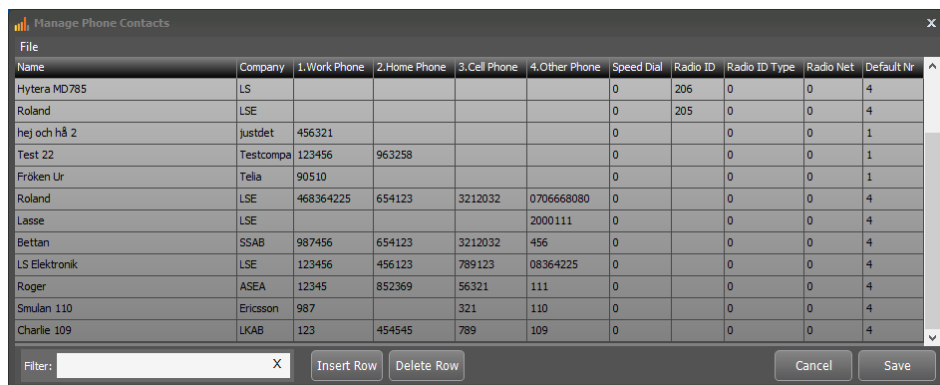 Manage Phone Contacts x
File
Name Company 1.Work Phone 2.Home Phone 3.Cell Phone 4.Other Phone Speed Dial Radio ID Radio ID Type Radio Net Default Nr
Hytera MD785 LS 0 206 0 0 4
Roland LSE 0 205 0 0 4
hej och hå 2 justdet 456321 0 0 0 1
Test 22 Testcompa 123456 963258 0 0 0 1
Fröken Ur Telia 90510 0 0 0 1
Roland LSE 468364225 654123 3212032 0706668080 0 0 0 4
Lasse LSE 2000111 0 0 0 4
Bettan SSAB 987456 654123 3212032 456 0 0 0 4
LS Elektronik LSE 123456 456123 789123 08364225 0 0 0 4
Roger ASEA 12345 852369 56321 111 0 0 0 4
Smulan 110 Ericsson 987 321 110 0 0 0 4
Charlie 109 LKAB 123 454545 789 109 0 0 0 4
Filter: X Insert Row Delete Row Cancel Save